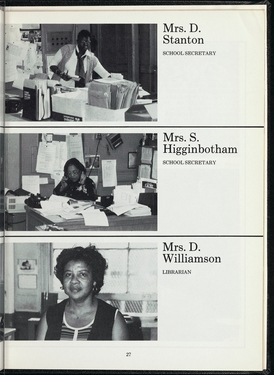 Mrs. D.
Stanton
SCHOOL SECRETARY
Mrs. S.
Higginbotham
SCHOOL SECRETARY
Mrs. D.
Williamson
LIBRARIAN
27